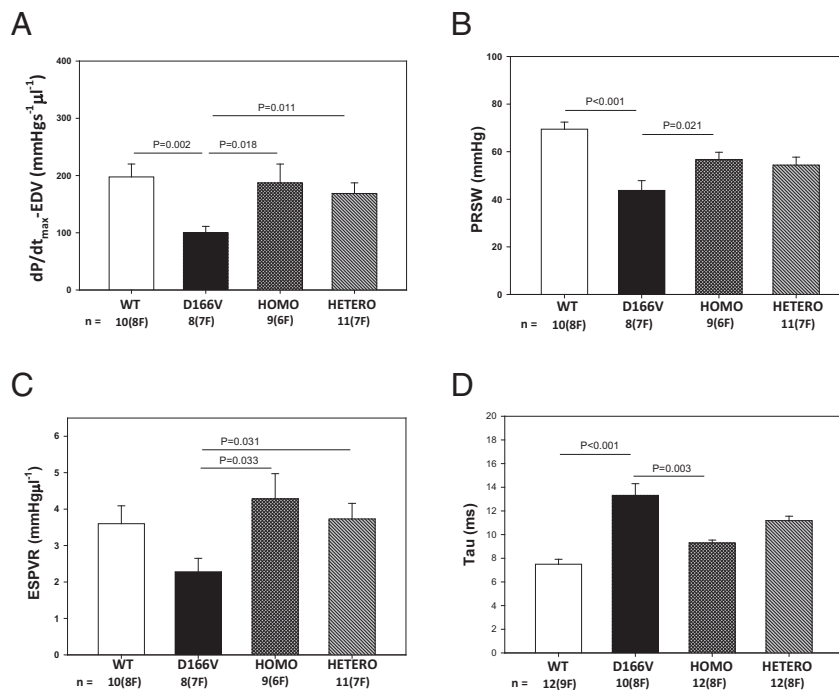 A
dP/dt_max-EDV (mmHgs⁻¹µl⁻¹)
400
300
200
100
0
P=0.011
P=0.002
P=0.018
WT D166V HOMO HETERO
n = 10(8F) 8(7F) 9(6F) 11(7F)
B
PRSW (mmHg)
100
80
60
40
20
0
P<0.001
P=0.021
WT D166V HOMO HETERO
n = 10(8F) 8(7F) 9(6F) 11(7F)
C
ESPVR (mmHgµl⁻¹)
6
5
4
3
2
1
0
P=0.031
P=0.033
WT D166V HOMO HETERO
n = 10(8F) 8(7F) 9(6F) 11(7F)
D
Tau (ms)
20
18
16
14
12
10
8
6
4
2
0
P<0.001
P=0.003
WT D166V HOMO HETERO
n = 12(9F) 10(8F) 12(8F) 12(8F)